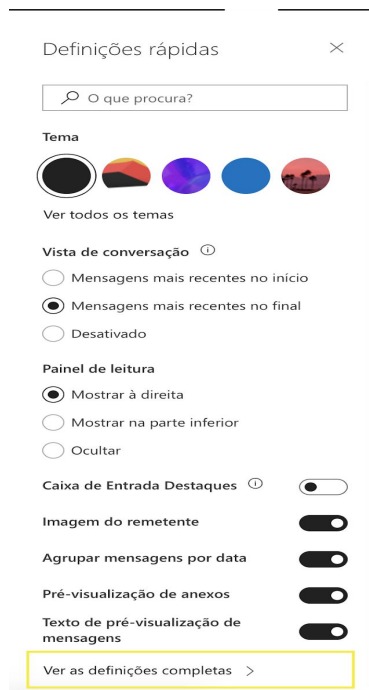 Definições rápidas
O que procura?
Tema
Ver todos os temas
Vista de conversação
Mensagens mais recentes no início
Mensagens mais recentes no final
Desativado
Painel de leitura
Mostrar à direita
Mostrar na parte inferior
Ocultar
Caixa de Entrada Destaques
Imagem do remetente
Agrupar mensagens por data
Pré-visualização de anexos
Texto de pré-visualização de
mensagens
Ver as definições completas